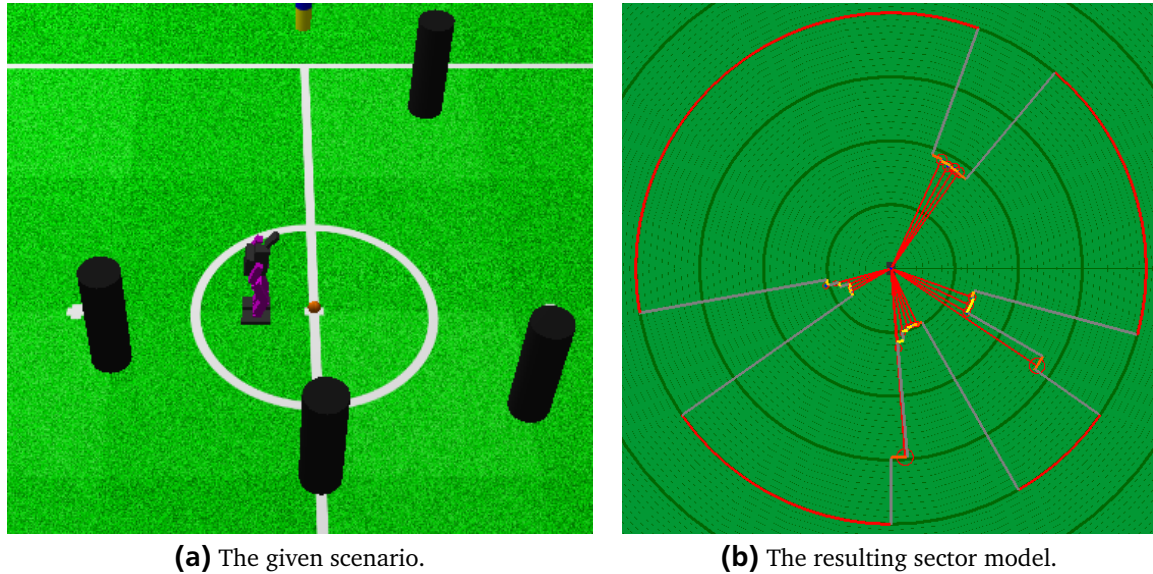 (a) The given scenario.
(b) The resulting sector model.